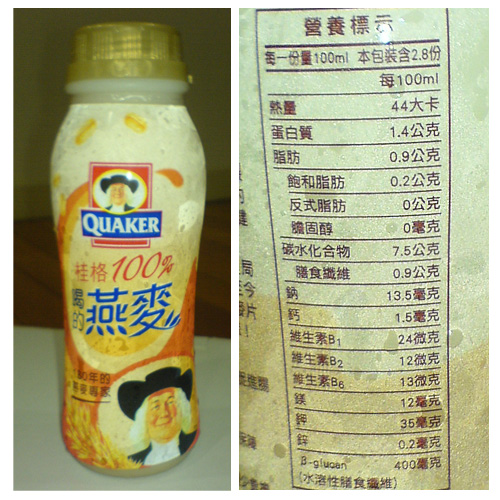 QUAKER
桂格100%
喝的燕麥
營養標示
每一份量100ml 本包裝含2.8份
每100ml
熱量 44大卡
蛋白質 1.4公克
脂肪 0.9公克
飽和脂肪 0.2公克
反式脂肪 0公克
膽固醇 0毫克
碳水化合物 7.5公克
膳食纖維 0.9公克
鈉 13.5毫克
鈣 1.5毫克
維生素B₁ 24微克
維生素B₂ 12微克
維生素B₆ 13微克
鎂 12毫克
鉀 35毫克
鋅 0.2毫克
β-glucan 400毫克
(水溶性膳食纖維)